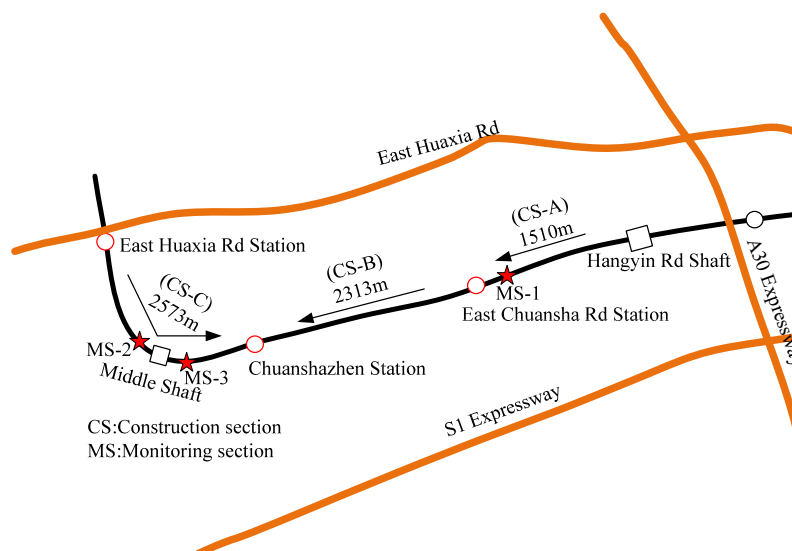 East Huaxia Rd
(CS-A)
1510m
East Huaxia Rd Station
Hangyin Rd Shaft
A30 Expressway
(CS-B)
2313m
(CS-C)
2573m
MS-1
East Chuansha Rd Station
MS-2
Middle Shaft
MS-3
Chuanshazhen Station
S1 Expressway
CS:Construction section
MS:Monitoring section